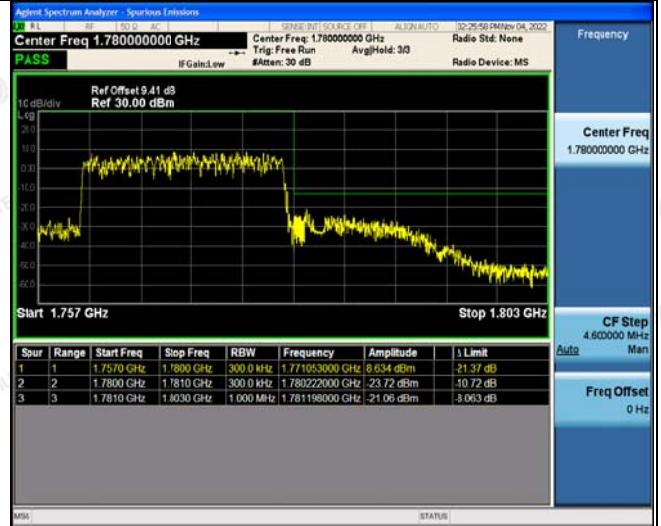 Agilent Spectrum Analyzer - Spurious Emissions
RL RF 50 Ω AC SENSE:INT SOURCE OFF ALIGN AUTO 02:25:58 PM Nov 04, 2022
Center Freq 1.780000000 GHz
Center Freq: 1.780000000 GHz
Radio Std: None
Frequency
Trig: Free Run Avg|Hold: 3/3
PASS IFGain:Low #Atten: 30 dB Radio Device: MS
Ref Offset 9.41 dB
10 dB/div Ref 30.00 dBm
Log
20.0
Center Freq
1.780000000 GHz
0.00
-10.0
-20.0
-30.0
-40.0
-60.0
Start 1.757 GHz Stop 1.803 GHz
CF Step
4.600000 MHz
Auto Man
Spur Range Start Freq Stop Freq RBW Frequency Amplitude Δ Limit
1 1 1.7570 GHz 1.7800 GHz 300.0 kHz 1.771053000 GHz 8.634 dBm -21.37 dB
2 2 1.7800 GHz 1.7810 GHz 300.0 kHz 1.780222000 GHz -23.72 dBm -10.72 dB
3 3 1.7810 GHz 1.8030 GHz 1.000 MHz 1.781198000 GHz -21.06 dBm -8.063 dB
Freq Offset
0 Hz
MSG STATUS